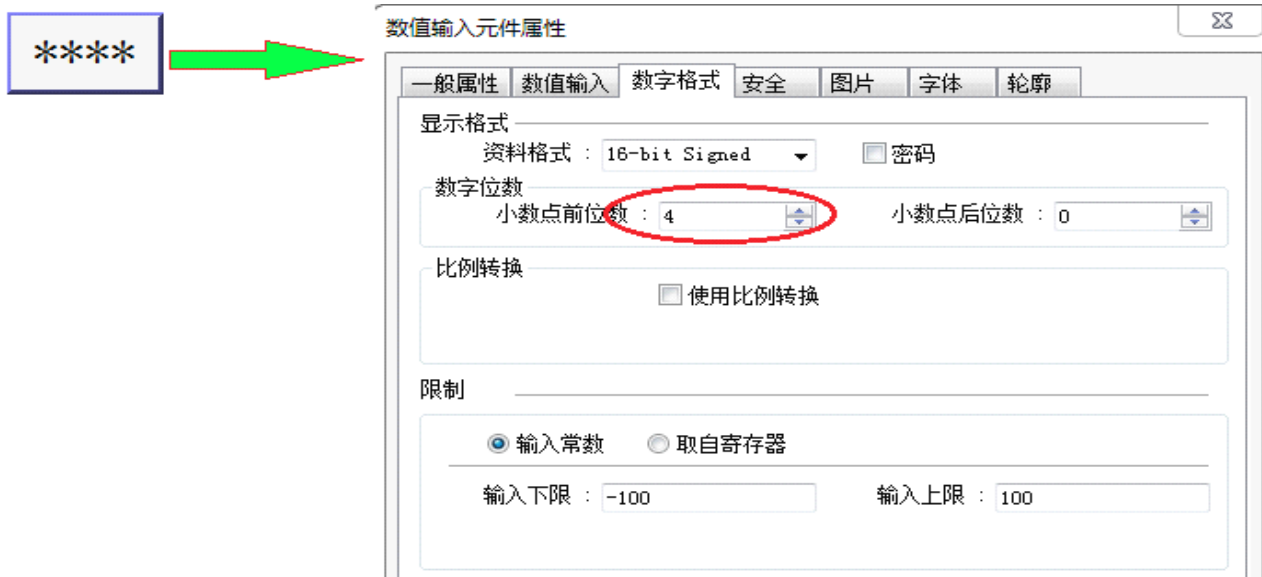 ****
数值输入元件属性
一般属性 数值输入 数字格式 安全 图片 字体 轮廓
显示格式
资料格式 : 16-bit Signed 密码
数字位数
小数点前位数 : 4 小数点后位数 : 0
比例转换
使用比例转换
限制
输入常数 取自寄存器
输入下限 : -100 输入上限 : 100